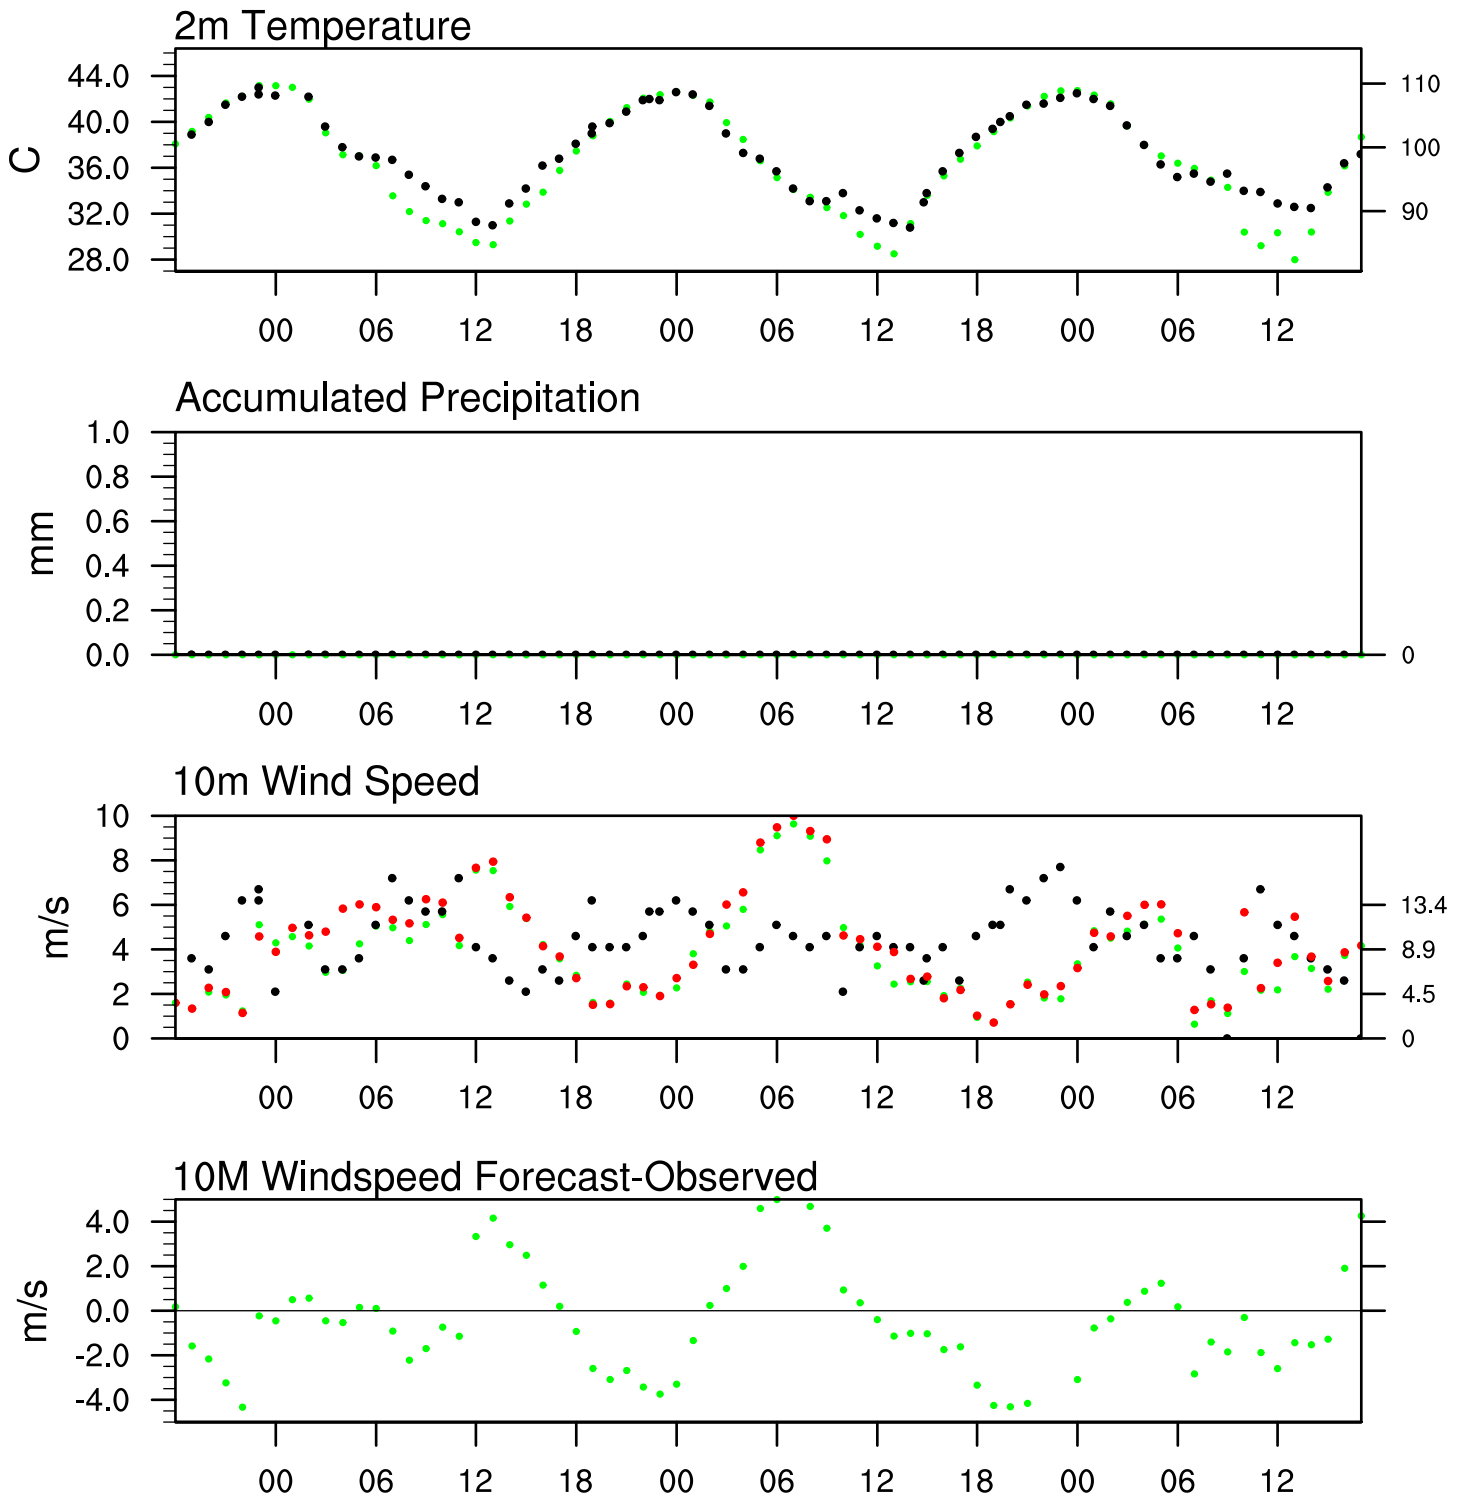 2m Temperature
C
44.0
40.0
36.0
32.0
28.0
110
100
90
00 06 12 18 00 06 12 18 00 06 12
Accumulated Precipitation
mm
1.0
0.8
0.6
0.4
0.2
0.0
0
00 06 12 18 00 06 12 18 00 06 12
10m Wind Speed
m/s
10
8
6
4
2
0
13.4
8.9
4.5
0
00 06 12 18 00 06 12 18 00 06 12
10M Windspeed Forecast-Observed
m/s
4.0
2.0
0.0
-2.0
-4.0
00 06 12 18 00 06 12 18 00 06 12